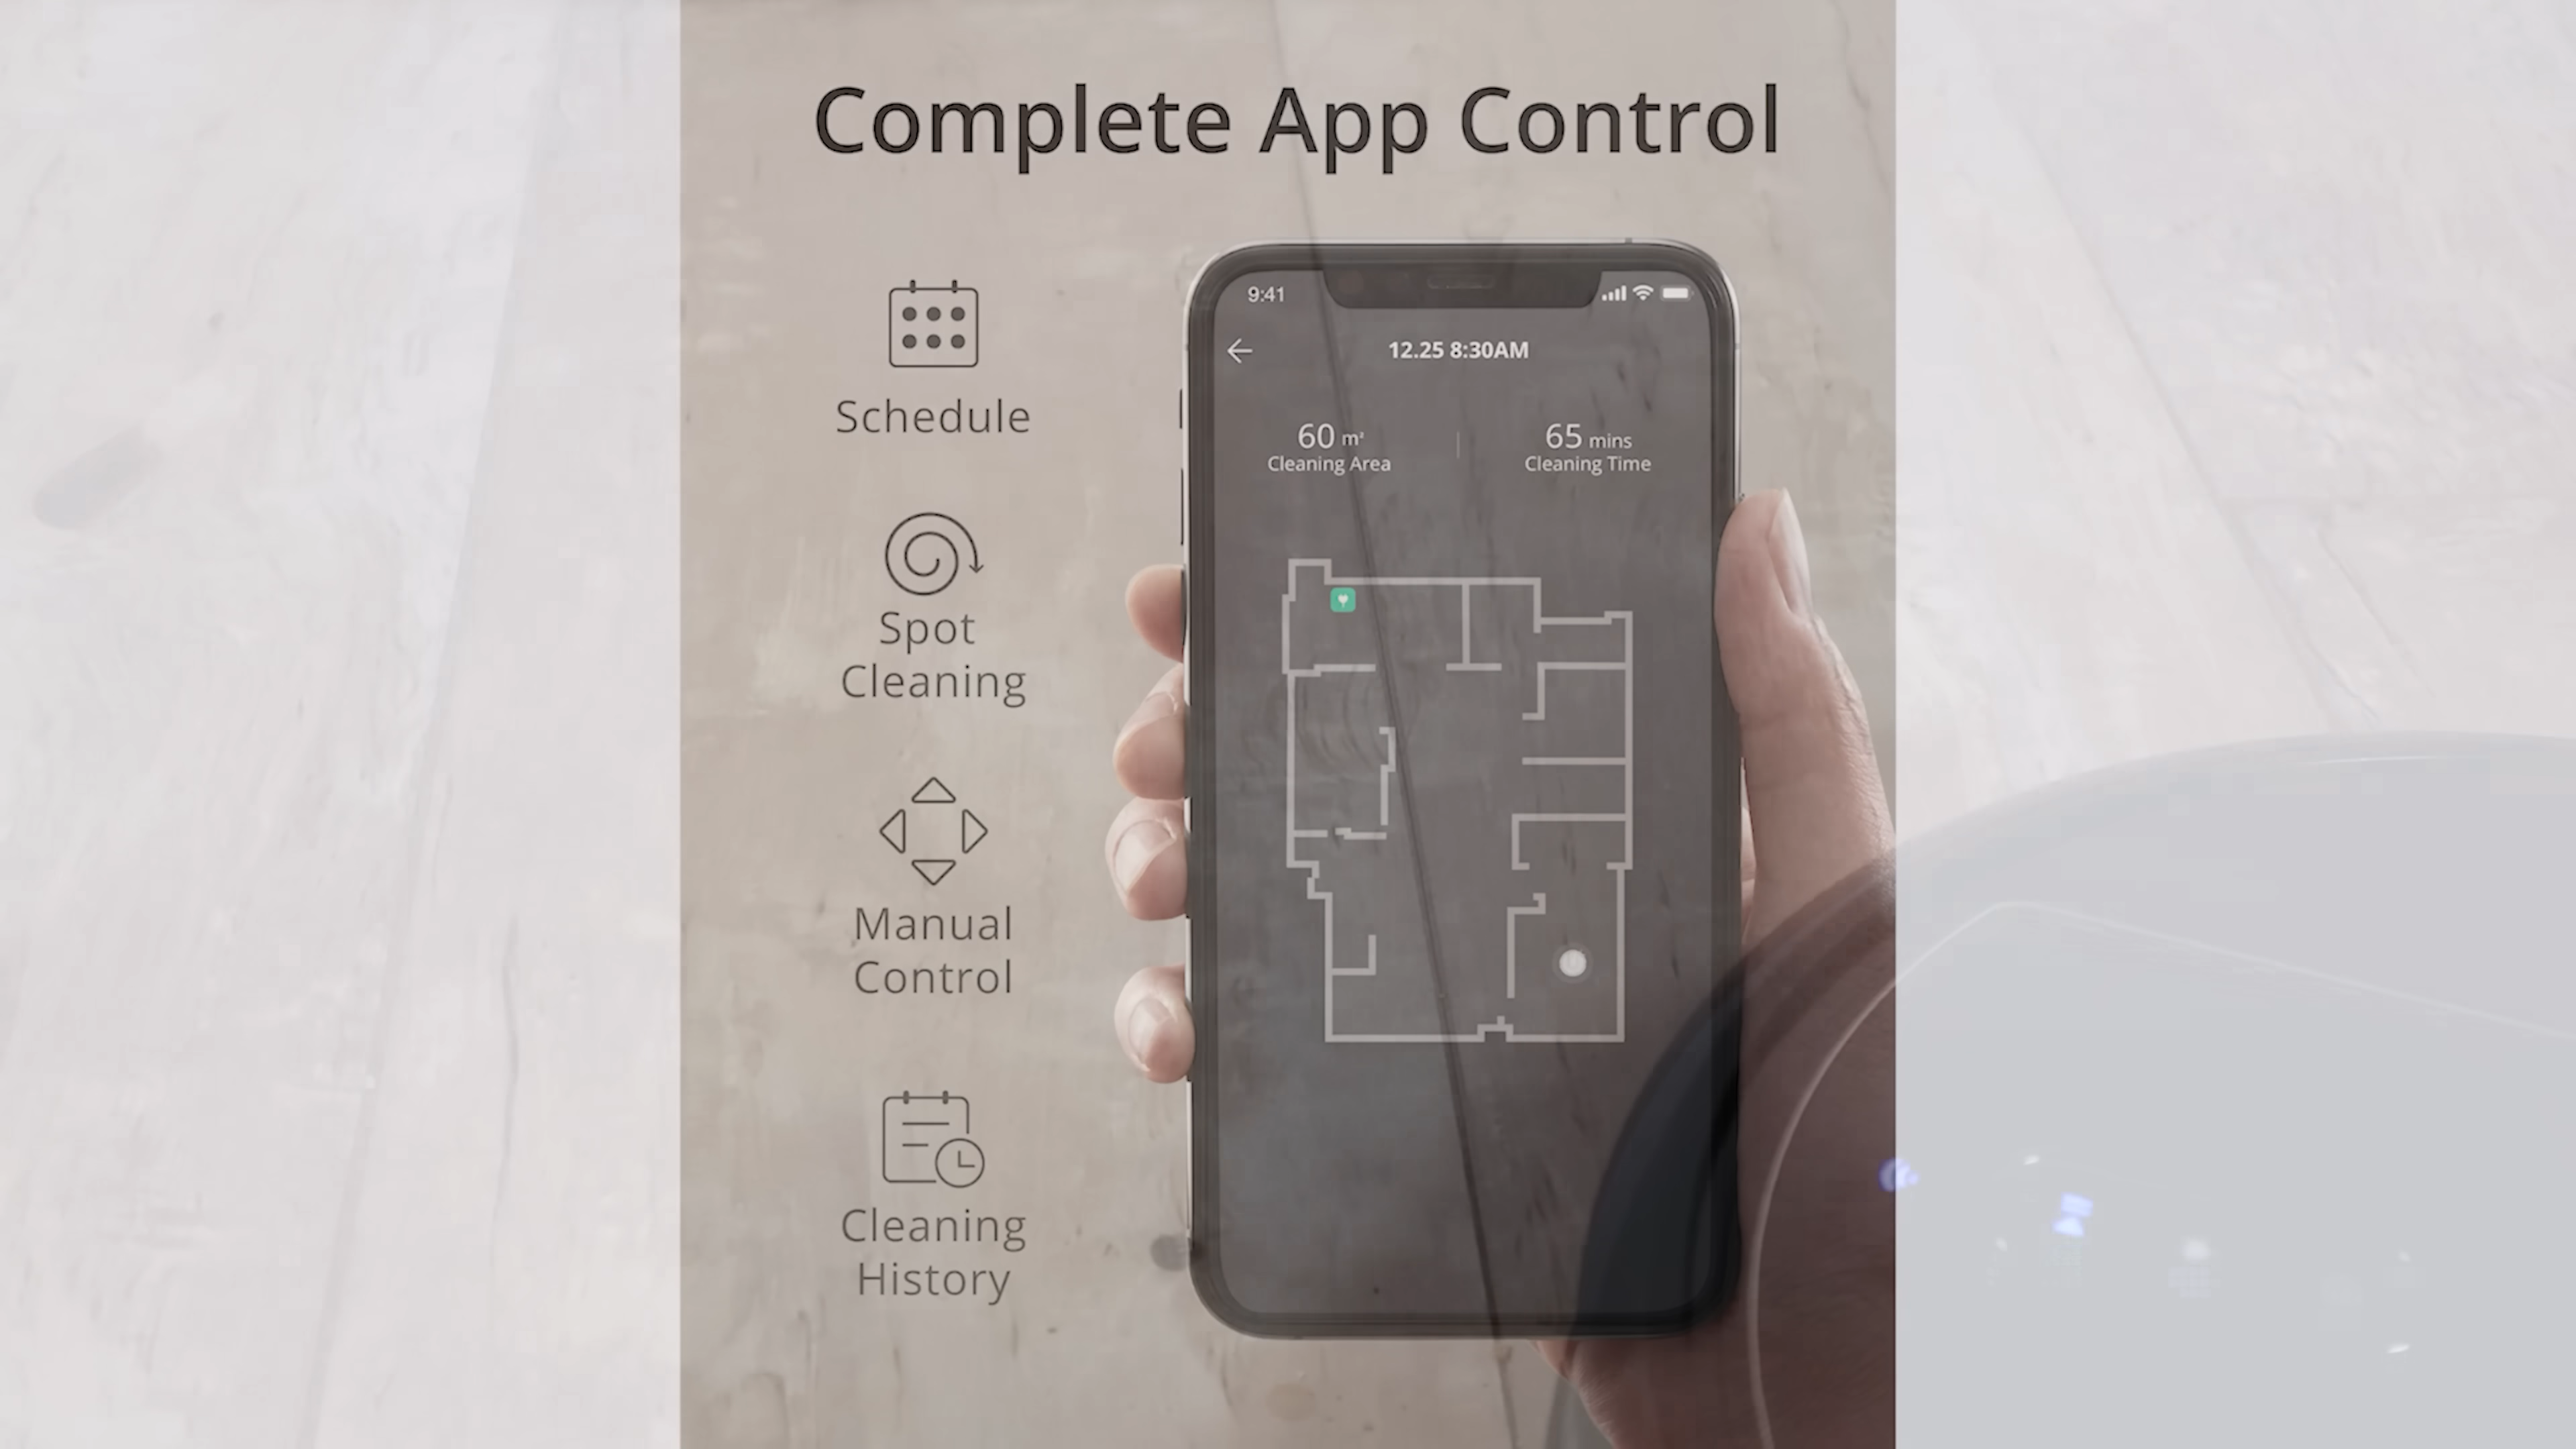 Complete App Control
Schedule
Spot
Cleaning
Manual
Control
Cleaning
History
9:41
12.25 8:30AM
60 m²
Cleaning Area
65 mins
Cleaning Time